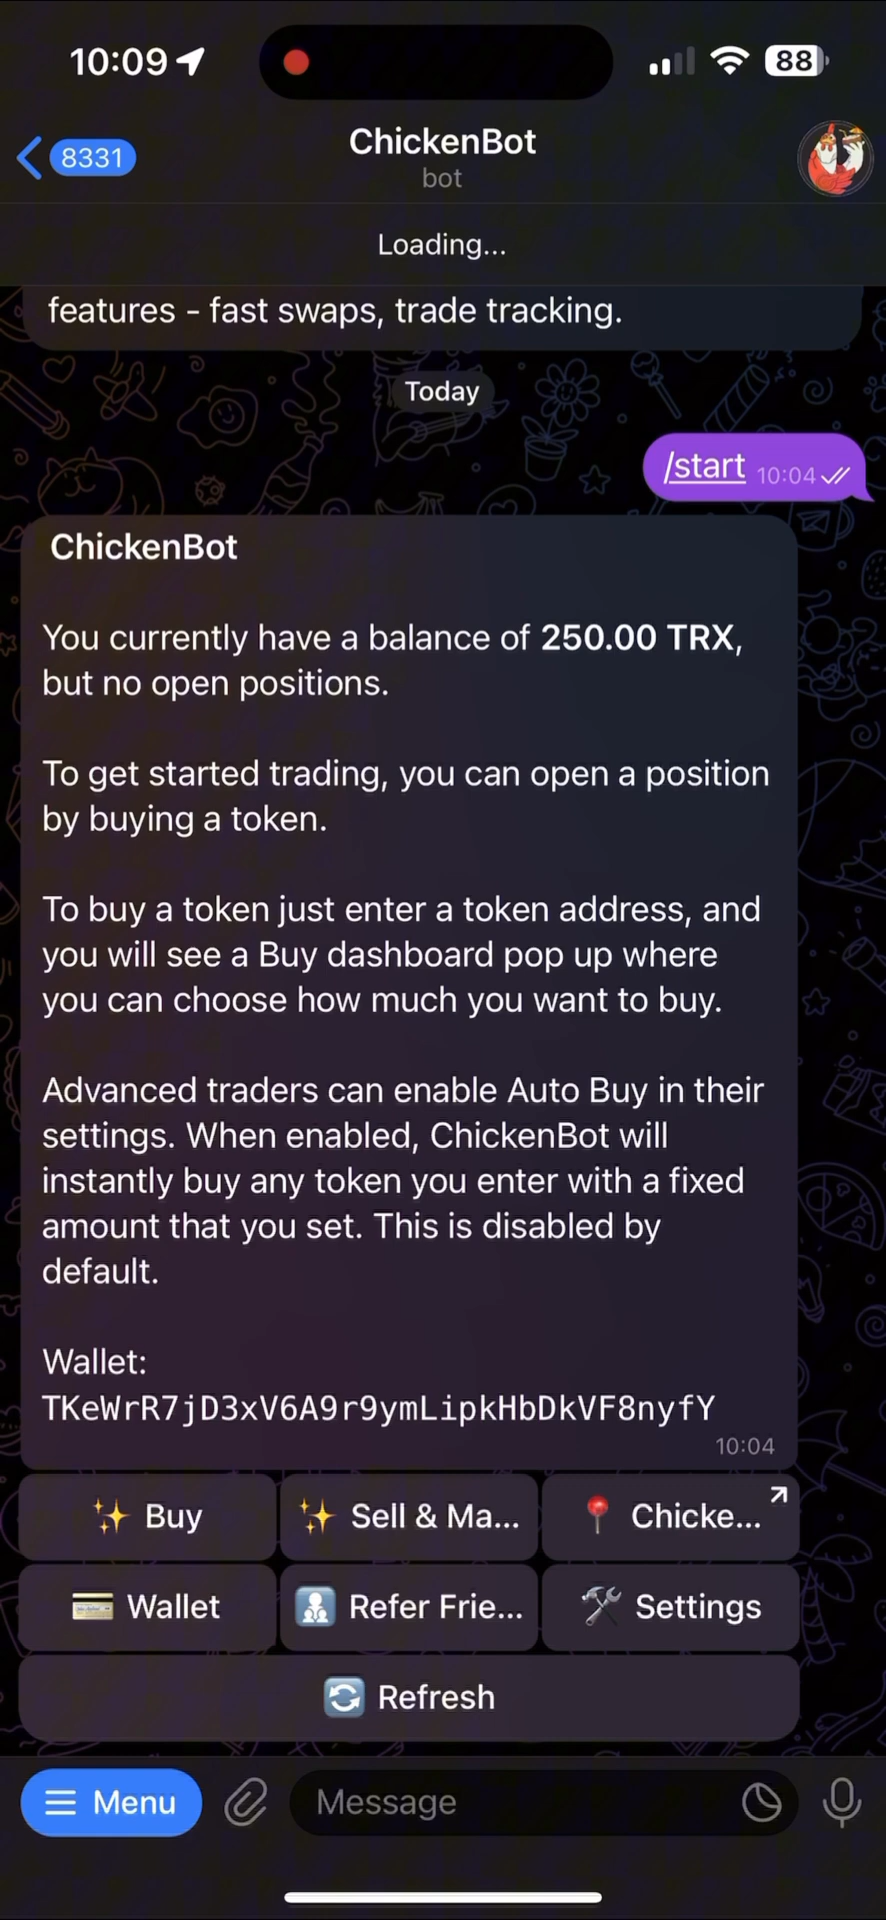 10:09
88
8331
ChickenBot
bot
Loading...
features - fast swaps, trade tracking.
Today
/start 10:04
ChickenBot
You currently have a balance of 250.00 TRX,
but no open positions.
To get started trading, you can open a position
by buying a token.
To buy a token just enter a token address, and
you will see a Buy dashboard pop up where
you can choose how much you want to buy.
Advanced traders can enable Auto Buy in their
settings. When enabled, ChickenBot will
instantly buy any token you enter with a fixed
amount that you set. This is disabled by
default.
Wallet:
TKeWrR7jD3xV6A9r9ymLipkHbDkVF8nyfY
10:04
Buy
Sell & Ma...
Chicke...
Wallet
Refer Frie...
Settings
Refresh
Menu
Message